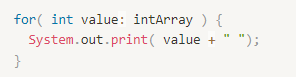 for( int value: intArray ) {
  System.out.print( value + " ");
}